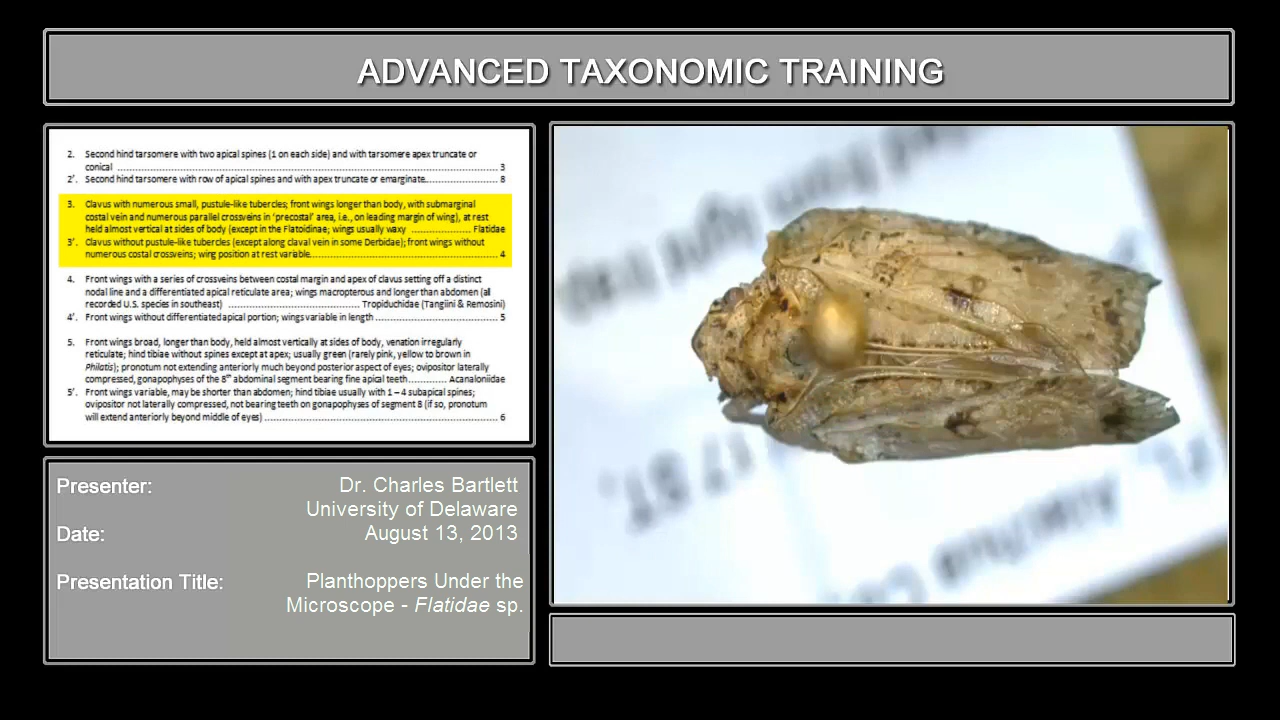 ADVANCED TAXONOMIC TRAINING
2. Second hind tarsomere with two apical spines (1 on each side) and with tarsomere apex truncate or
conical ........ 3
2'. Second hind tarsomere with row of apical spines and with apex truncate or emarginate........ 8
3. Clavus with numerous small, pustule-like tubercles; front wings longer than body, with submarginal
costal vein and numerous parallel crossveins in 'precostal' area, i.e., on leading margin of wing), at rest
held almost vertical at sides of body (except in the Flatoidinae; wings usually waxy ........ Flatidae
3'. Clavus without pustule-like tubercles (except along claval vein in some Derbidae); front wings without
numerous costal crossveins; wing position at rest variable........ 4
4. Front wings with a series of crossveins between costal margin and apex of clavus setting off a distinct
nodal line and a differentiated apical reticulate area; wings macropterous and longer than abdomen (all
recorded U.S. species in southeast) ........ Tropiduchidae (Tangiini & Remosini)
4'. Front wings without differentiated apical portion; wings variable in length ........ 5
5. Front wings broad, longer than body, held almost vertically at sides of body, venation irregularly
reticulate; hind tibiae without spines except at apex; usually green (rarely pink, yellow to brown in
Philatis); pronotum not extending anteriorly much beyond posterior aspect of eyes; ovipositor laterally
compressed, gonapophyses of the 8th abdominal segment bearing fine apical teeth........ Acanaloniidae
5'. Front wings variable, may be shorter than abdomen; hind tibiae usually with 1 – 4 subapical spines;
ovipositor not laterally compressed, not bearing teeth on gonapophyses of segment 8 (if so, pronotum
will extend anteriorly beyond middle of eyes) ........ 6
Presenter: Dr. Charles Bartlett
University of Delaware
Date: August 13, 2013
Presentation Title: Planthoppers Under the
Microscope - Flatidae sp.
17 ST.
FL